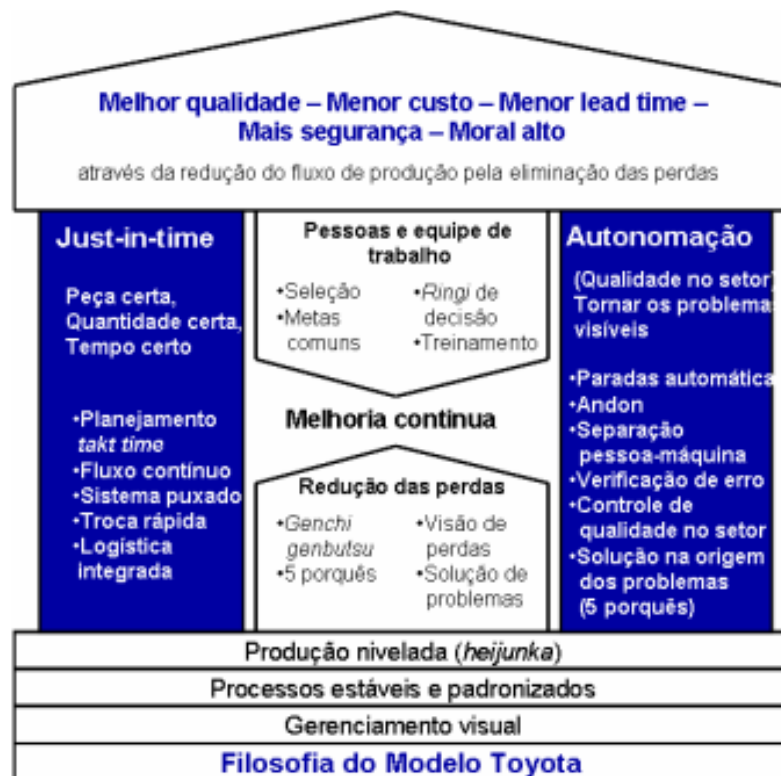 Melhor qualidade – Menor custo – Menor lead time –
Mais segurança – Moral alto
através da redução do fluxo de produção pela eliminação das perdas
Just-in-time
Peça certa,
Quantidade certa,
Tempo certo
•Planejamento
takt time
•Fluxo contínuo
•Sistema puxado
•Troca rápida
•Logística
integrada
Pessoas e equipe de
trabalho
•Seleção
•Metas
comuns
•Ringi de
decisão
•Treinamento
Melhoria continua
Redução das perdas
•Genchi
genbutsu
•5 porquês
•Visão de
perdas
•Solução de
problemas
Autonomação
(Qualidade no setor)
Tornar os problema
visíveis
•Paradas automática
•Andon
•Separação
pessoa-máquina
•Verificação de erro
•Controle de
qualidade no setor
•Solução na origem
dos problemas
(5 porquês)
Produção nivelada (heijunka)
Processos estáveis e padronizados
Gerenciamento visual
Filosofia do Modelo Toyota